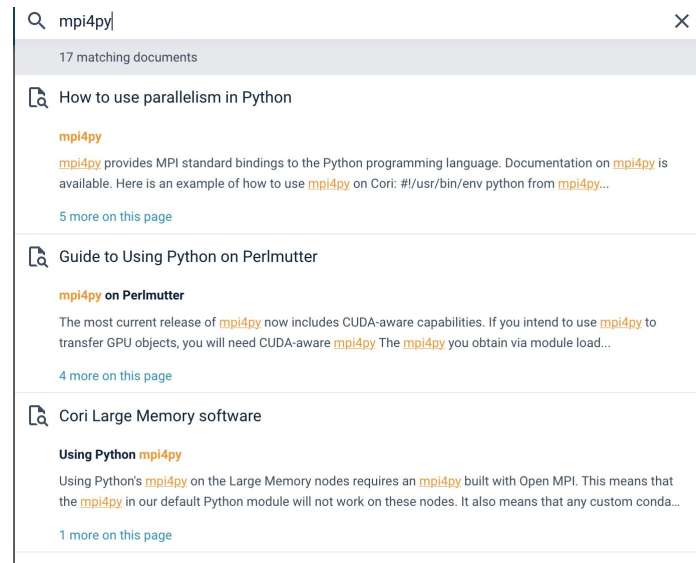 mpi4py
17 matching documents
How to use parallelism in Python
mpi4py
mpi4py provides MPI standard bindings to the Python programming language. Documentation on mpi4py is
available. Here is an example of how to use mpi4py on Cori: #!/usr/bin/env python from mpi4py...
5 more on this page
Guide to Using Python on Perlmutter
mpi4py on Perlmutter
The most current release of mpi4py now includes CUDA-aware capabilities. If you intend to use mpi4py to
transfer GPU objects, you will need CUDA-aware mpi4py The mpi4py you obtain via module load...
4 more on this page
Cori Large Memory software
Using Python mpi4py
Using Python's mpi4py on the Large Memory nodes requires an mpi4py built with Open MPI. This means that
the mpi4py in our default Python module will not work on these nodes. It also means that any custom conda...
1 more on this page